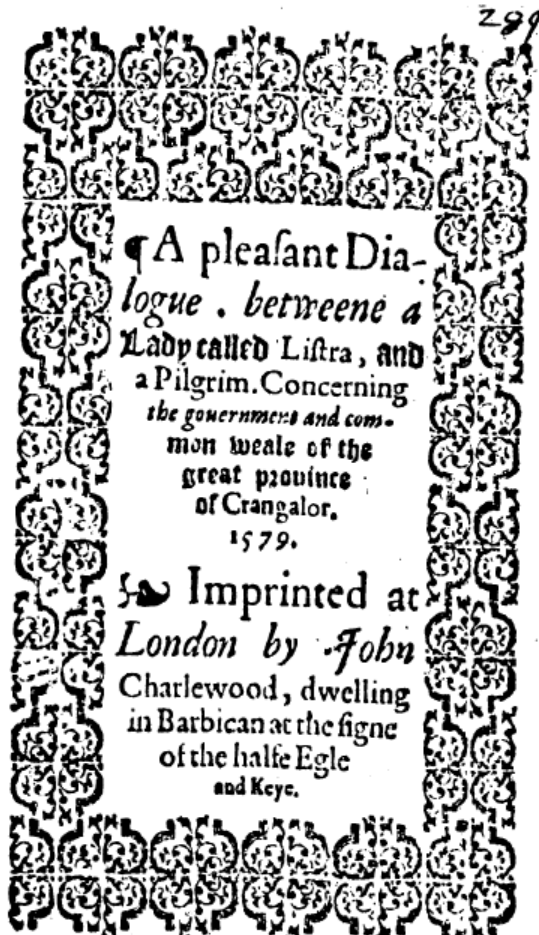 289
¶A pleaſant Dia-
logue . betweene a
Lady called Liſtra, and
a Pilgrim. Concerning
the gouernment and com-
mon weale of the
great prouince
of Crangalor.
1579.
Imprinted at
London by John
Charlewood, dwelling
in Barbican at the ſigne
of the halfe Egle
and Keye.